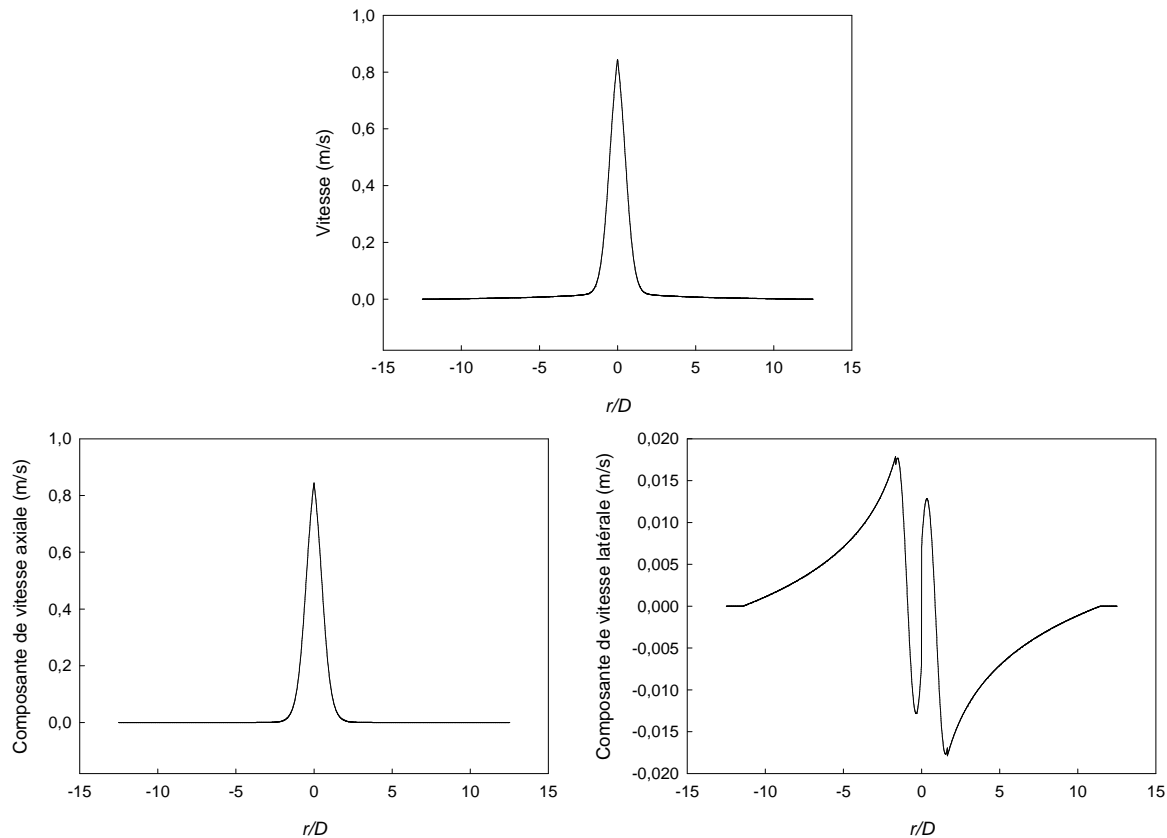 Vitesse (m/s)
1,0
0,8
0,6
0,4
0,2
0,0
-15 -10 -5 0 5 10 15
r/D
Composante de vitesse axiale (m/s)
1,0
0,8
0,6
0,4
0,2
0,0
-15 -10 -5 0 5 10 15
r/D
Composante de vitesse latérale (m/s)
0,020
0,015
0,010
0,005
0,000
-0,005
-0,010
-0,015
-0,020
-15 -10 -5 0 5 10 15
r/D